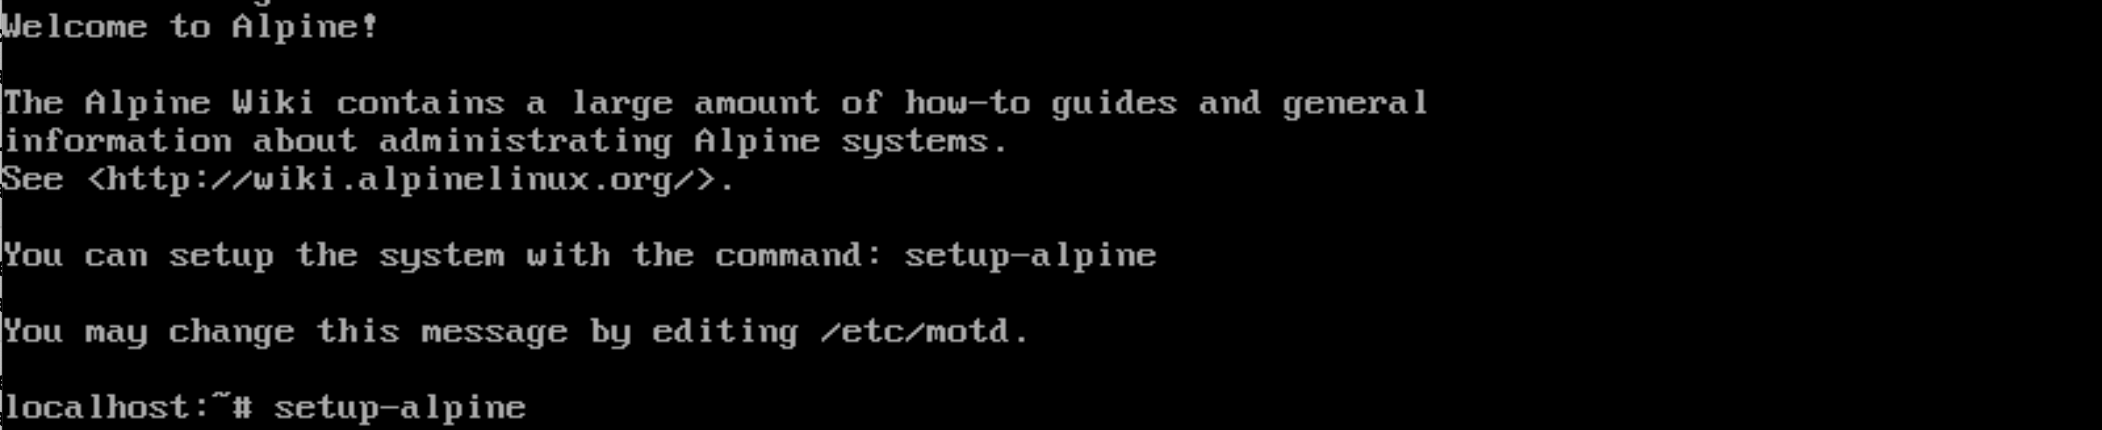 Welcome to Alpine!
The Alpine Wiki contains a large amount of how-to guides and general
information about administrating Alpine systems.
See <http://wiki.alpinelinux.org/>.
You can setup the system with the command: setup-alpine
You may change this message by editing /etc/motd.
localhost:~# setup-alpine